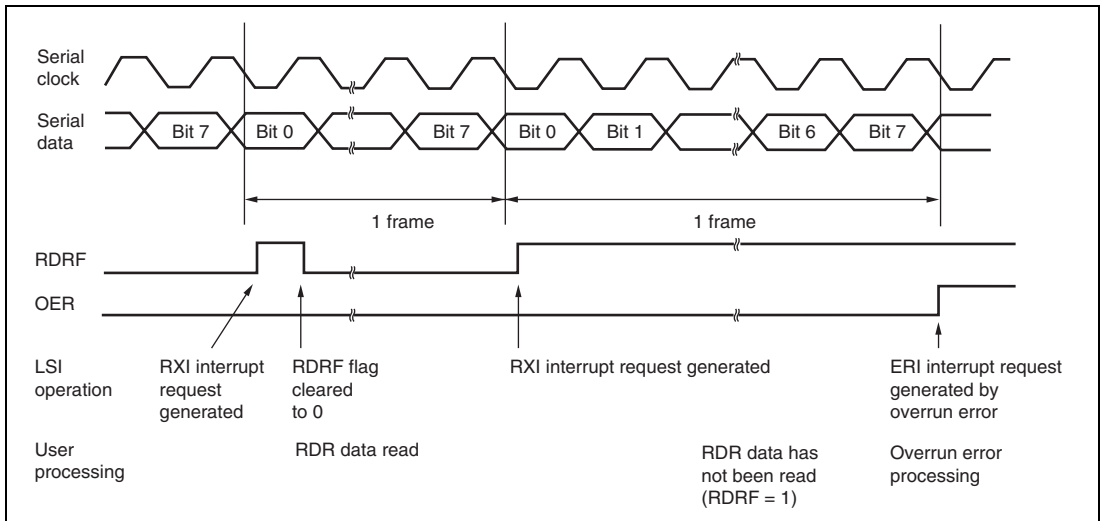 Serial
clock
Serial
data
Bit 7
Bit 0
Bit 7
Bit 0
Bit 1
Bit 6
Bit 7
1 frame
1 frame
RDRF
OER
LSI
operation
RXI interrupt
request
generated
RDRF flag
cleared
to 0
RXI interrupt request generated
ERI interrupt request
generated by
overrun error
User
processing
RDR data read
RDR data has
not been read
(RDRF = 1)
Overrun error
processing